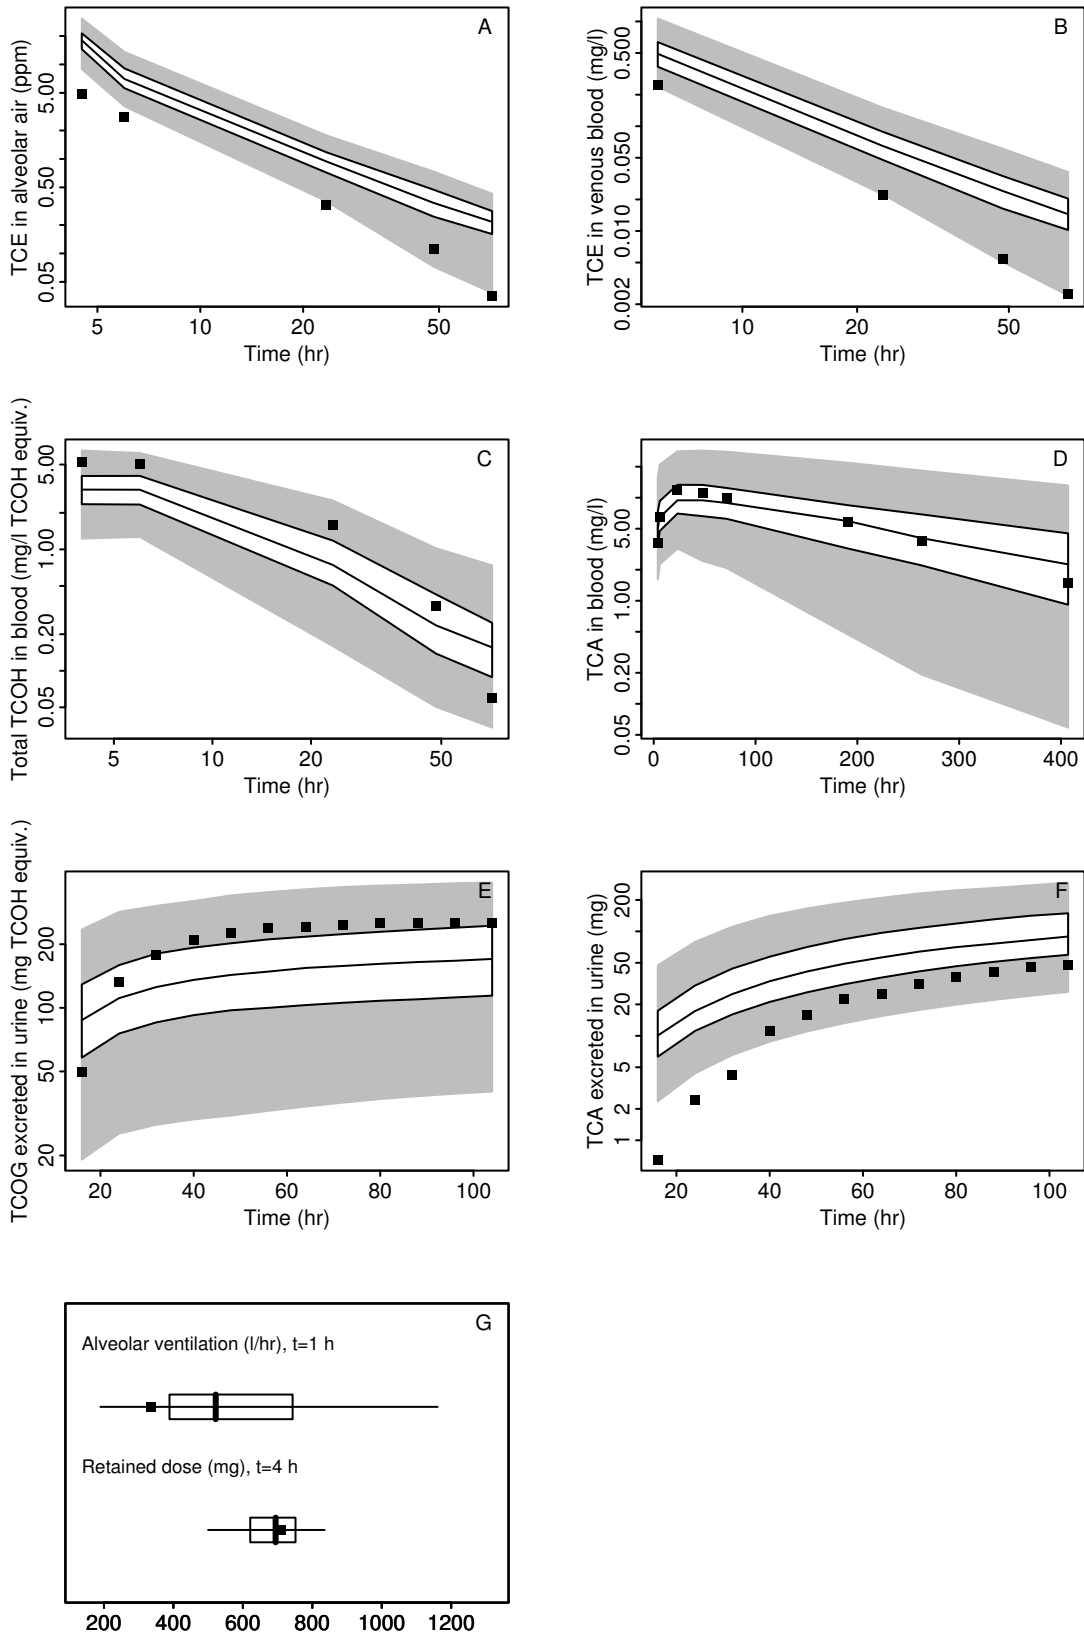 A
TCE in alveolar air (ppm)
0.05 0.50 5.00
5 10 20 50
Time (hr)
B
TCE in venous blood (mg/l)
0.002 0.010 0.050 0.500
10 20 50
Time (hr)
C
Total TCOH in blood (mg/l TCOH equiv.)
0.05 0.20 1.00 5.00
5 10 20 50
Time (hr)
D
TCA in blood (mg/l)
0.05 0.20 1.00 5.00
0 100 200 300 400
Time (hr)
E
TCOG excreted in urine (mg TCOH equiv.)
20 50 100 200
20 40 60 80 100
Time (hr)
F
TCA excreted in urine (mg)
1 2 5 20 50 200
20 40 60 80 100
Time (hr)
G
Alveolar ventilation (l/hr), t=1 h
Retained dose (mg), t=4 h
200 400 600 800 1000 1200